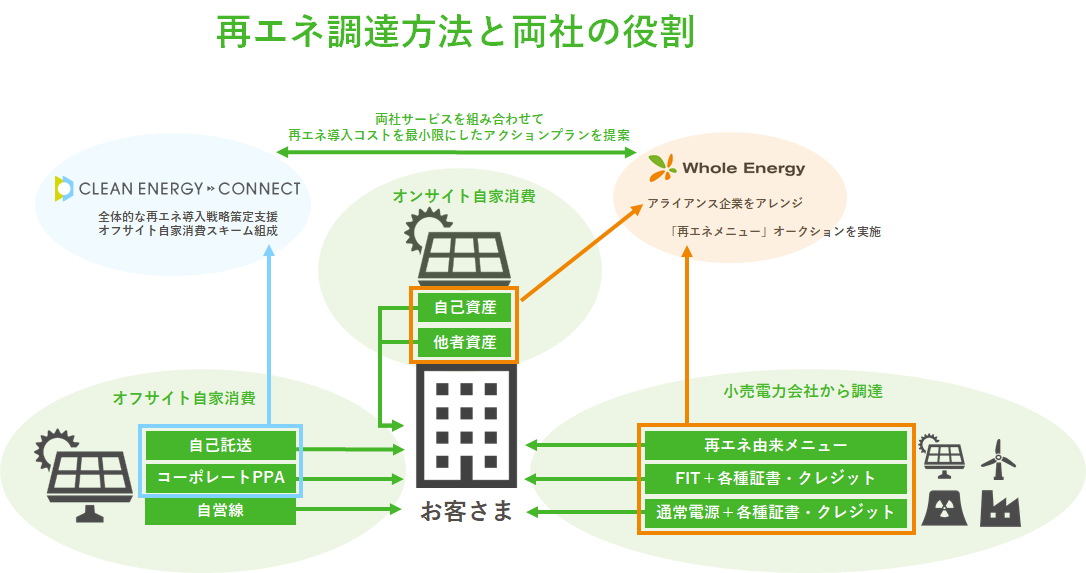 再エネ調達方法と両社の役割
両社サービスを組み合わせて
再エネ導入コストを最小限にしたアクションプランを提案
CLEAN ENERGY CONNECT
全体的な再エネ導入戦略策定支援
オフサイト自家消費スキーム組成
Whole Energy
アライアンス企業をアレンジ
「再エネメニュー」オークションを実施
オンサイト自家消費
自己資産
他者資産
オフサイト自家消費
自己託送
コーポレートPPA
自営線
お客さま
小売電力会社から調達
再エネ由来メニュー
FIT＋各種証書・クレジット
通常電源＋各種証書・クレジット